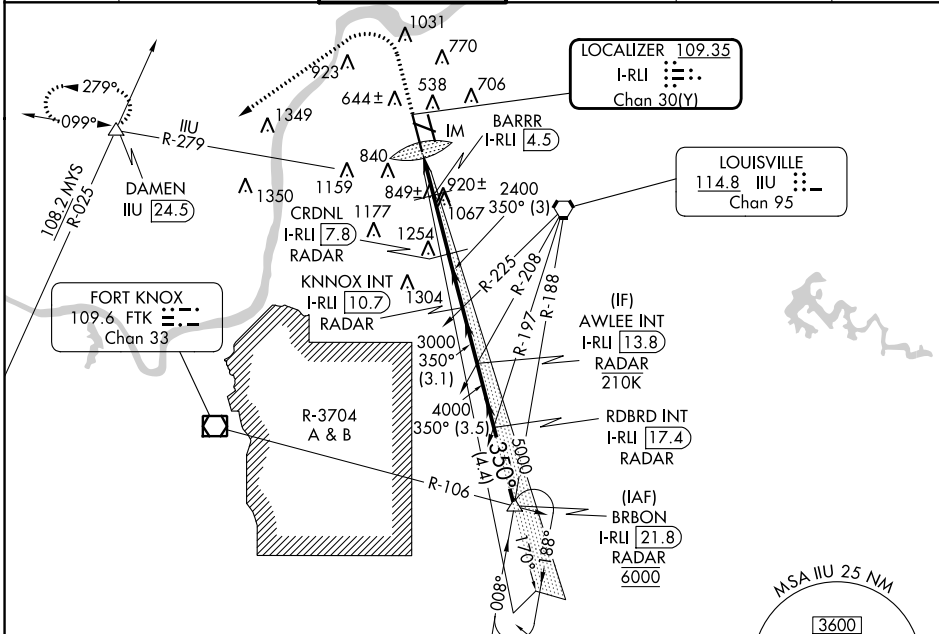 1031
770
923
644±
538
706
LOCALIZER 109.35
I-RLI
Chan 30(Y)
279°
099°
IIU
R-279
1349
IM
BARRR
I-RLI 4.5
DAMEN
IIU 24.5
108.2 MYS
R-025
1350
1159
840
849±
920±
1067
2400
350° (3)
LOUISVILLE
114.8 IIU
Chan 95
CRDNL
I-RLI 7.8
RADAR
1177
1254
KNNOX INT
I-RLI 10.7
RADAR
1304
R-225
R-208
R-197
R-188
FORT KNOX
109.6 FTK
Chan 33
3000
350°
(3.1)
(IF)
AWLEE INT
I-RLI 13.8
RADAR
210K
R-3704
A & B
4000
350° (3.5)
RDBRD INT
I-RLI 17.4
RADAR
350°
5000
(4.4)
R-106
(IAF)
BRBON
I-RLI 21.8
RADAR
6000
170°
188°
008°
MSA IIU 25 NM
3600